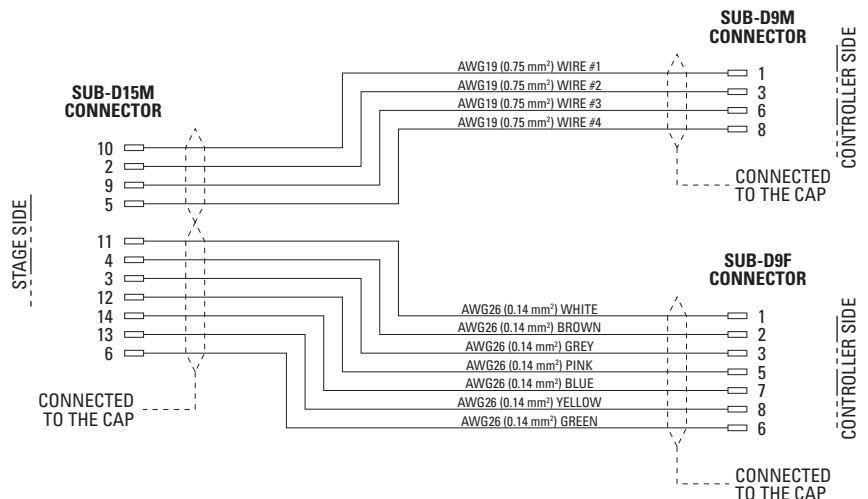 SUB-D9M
CONNECTOR
CONTROLLER SIDE
AWG19 (0.75 mm²) WIRE #1
1
AWG19 (0.75 mm²) WIRE #2
3
AWG19 (0.75 mm²) WIRE #3
6
AWG19 (0.75 mm²) WIRE #4
8
CONNECTED
TO THE CAP
SUB-D15M
CONNECTOR
STAGE SIDE
10
2
9
5
11
4
3
12
14
13
6
CONNECTED
TO THE CAP
SUB-D9F
CONNECTOR
CONTROLLER SIDE
AWG26 (0.14 mm²) WHITE
1
AWG26 (0.14 mm²) BROWN
2
AWG26 (0.14 mm²) GREY
3
AWG26 (0.14 mm²) PINK
5
AWG26 (0.14 mm²) BLUE
7
AWG26 (0.14 mm²) YELLOW
8
AWG26 (0.14 mm²) GREEN
6
CONNECTED
TO THE CAP